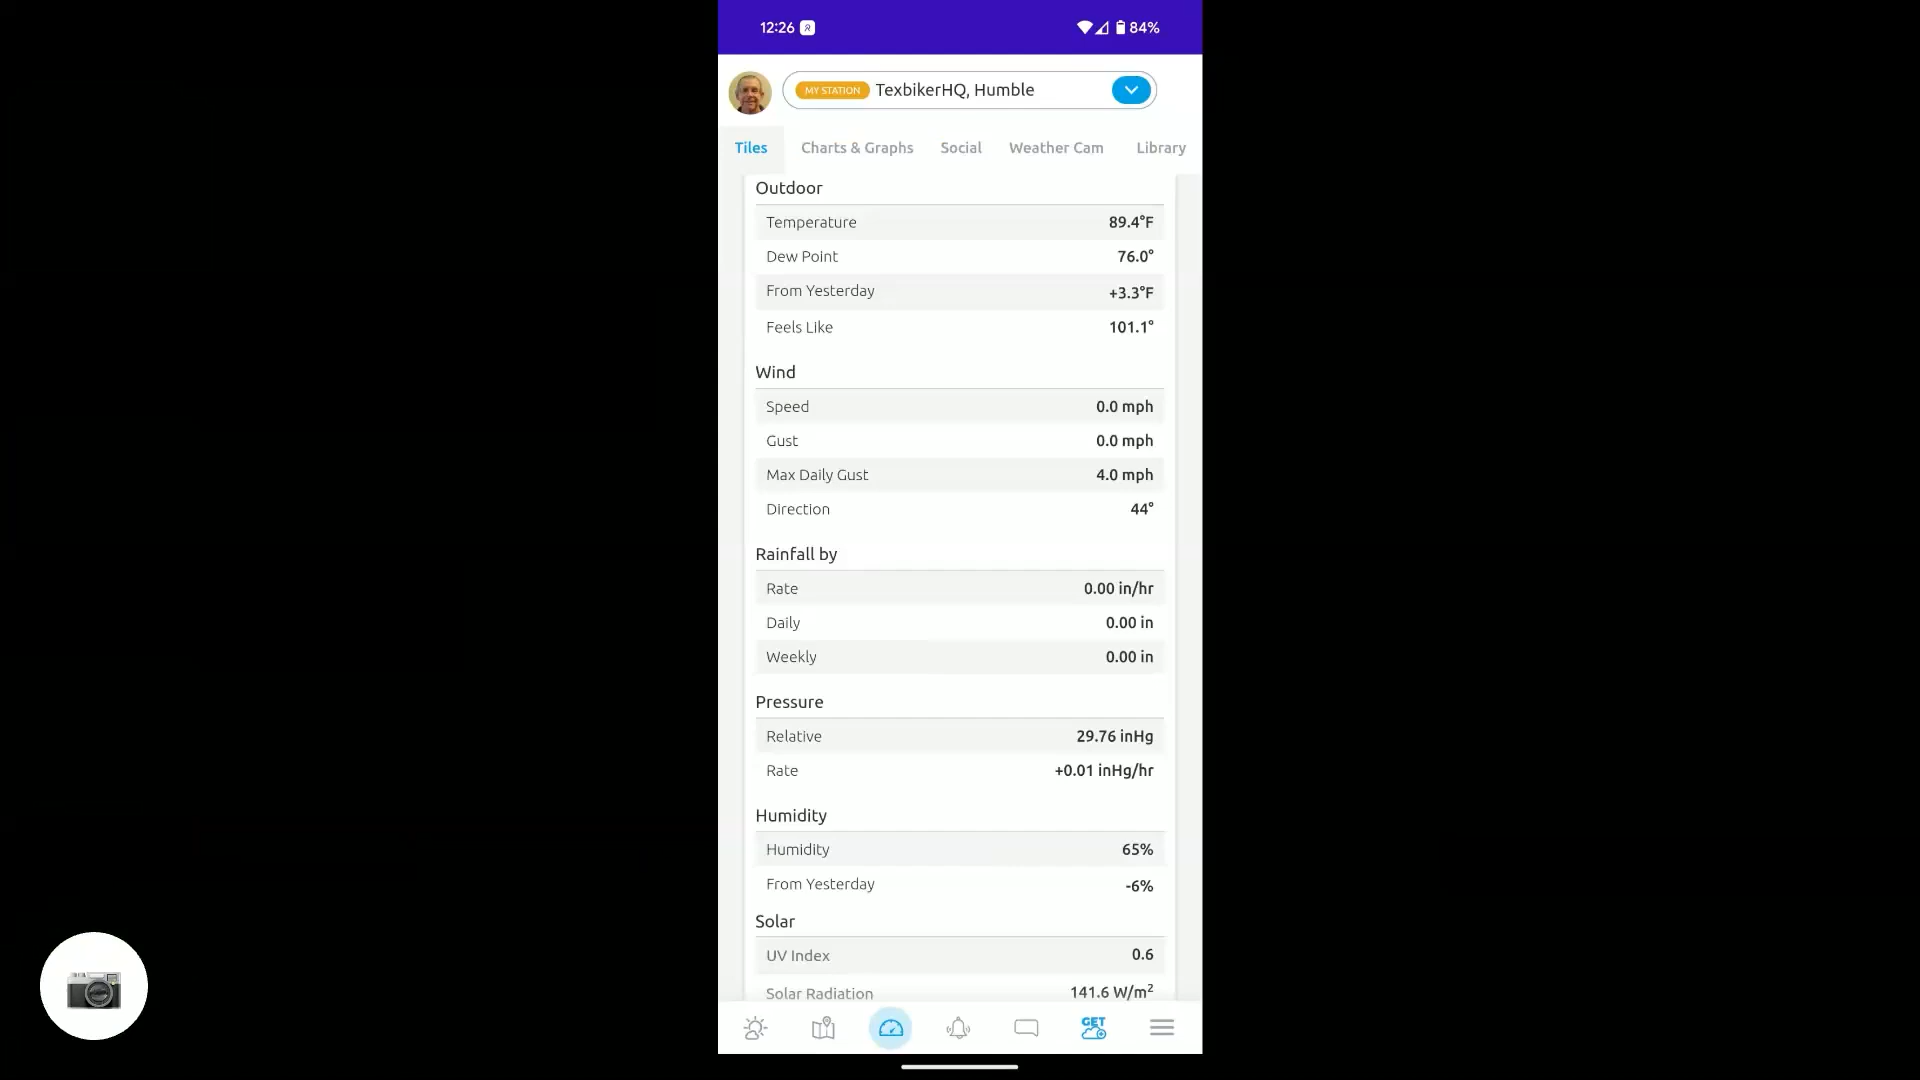 12:26 84%
MY STATION TexbikerHQ, Humble
Tiles Charts & Graphs Social Weather Cam Library
Outdoor
Temperature 89.4°F
Dew Point 76.0°
From Yesterday +3.3°F
Feels Like 101.1°
Wind
Speed 0.0 mph
Gust 0.0 mph
Max Daily Gust 4.0 mph
Direction 44°
Rainfall by
Rate 0.00 in/hr
Daily 0.00 in
Weekly 0.00 in
Pressure
Relative 29.76 inHg
Rate +0.01 inHg/hr
Humidity
Humidity 65%
From Yesterday -6%
Solar
UV Index 0.6
Solar Radiation 141.6 W/m²
GET